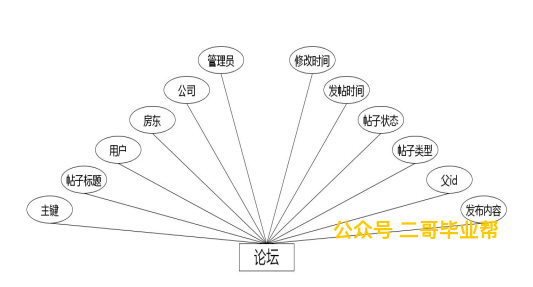 管理员
修改时间
公司
发帖时间
房东
帖子状态
用户
帖子类型
帖子标题
父id
主键
发布内容
公众号 二哥毕业帮
论坛